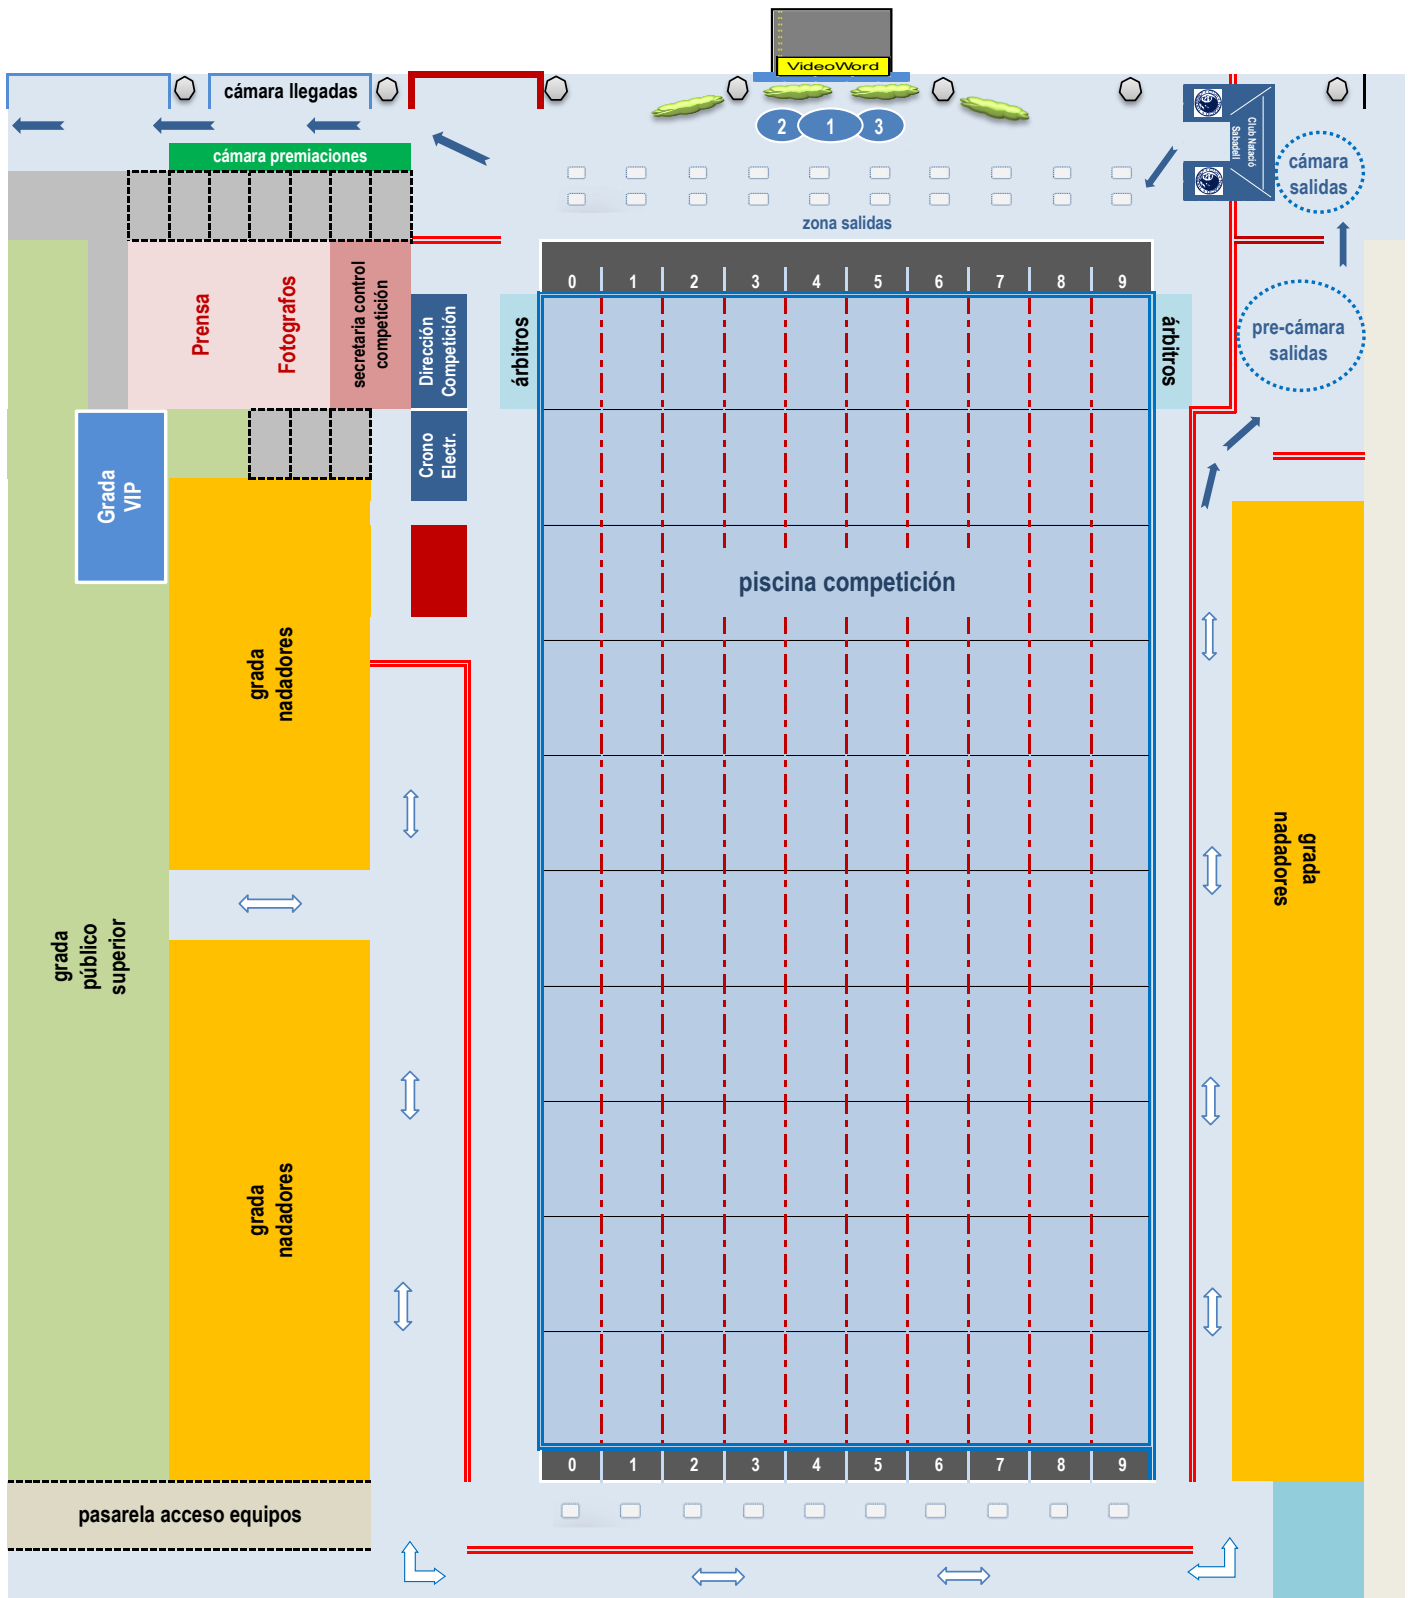 VideoWord
cámara llegadas
2 1 3
Club Natació
Sabadell
cámara premiaciones
cámara
salidas
zona salidas
Prensa
Fotografos
secretaria control
competición
Dirección
Competición
árbitros
0 1 2 3 4 5 6 7 8 9
árbitros
pre-cámara
salidas
Crono
Electr.
Grada
VIP
piscina competición
grada
nadadores
grada
nadadores
grada
público
superior
grada
nadadores
0 1 2 3 4 5 6 7 8 9
pasarela acceso equipos